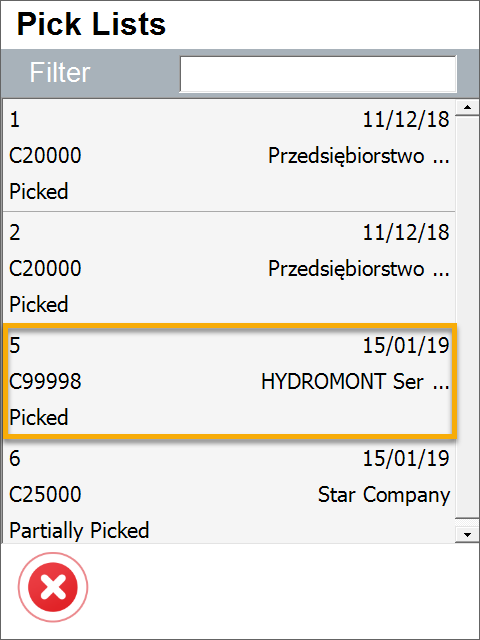 Pick Lists
Filter
1 11/12/18
C20000 Przedsiębiorstwo ...
Picked
2 11/12/18
C20000 Przedsiębiorstwo ...
Picked
5 15/01/19
C99998 HYDROMONT Ser ...
Picked
6 15/01/19
C25000 Star Company
Partially Picked